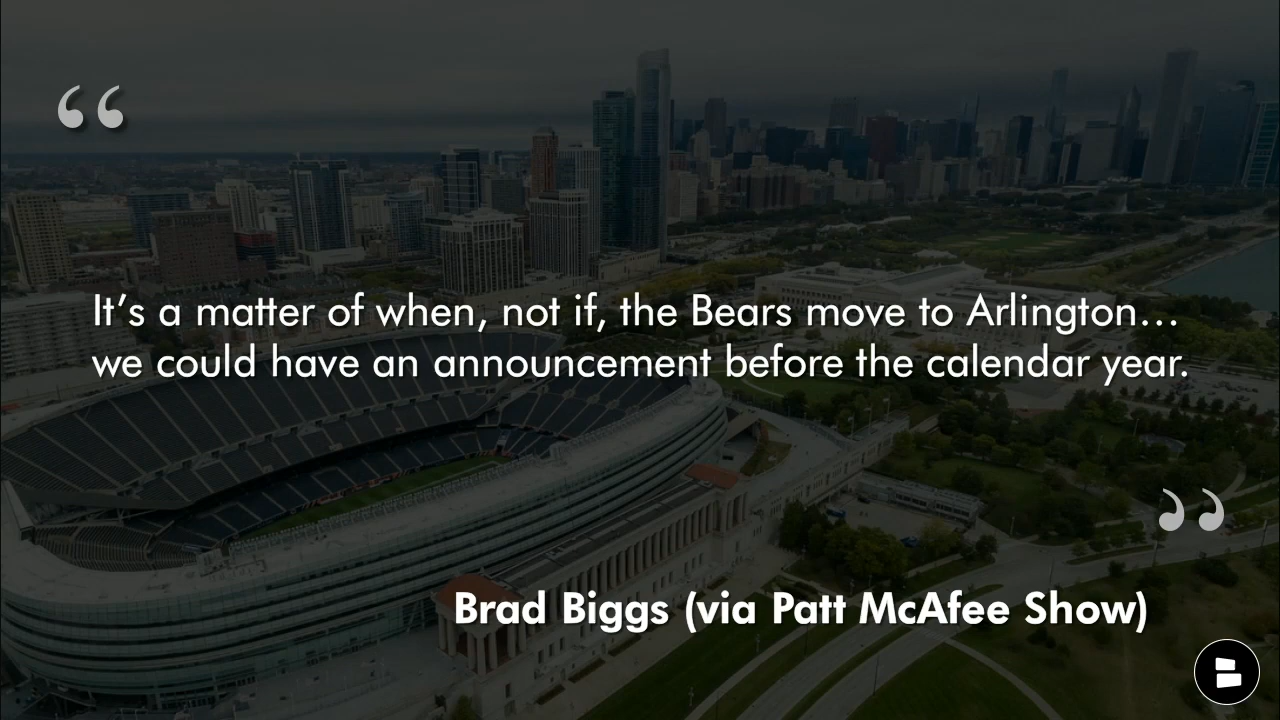 “
It’s a matter of when, not if, the Bears move to Arlington…
we could have an announcement before the calendar year.
”
Brad Biggs (via Patt McAfee Show)